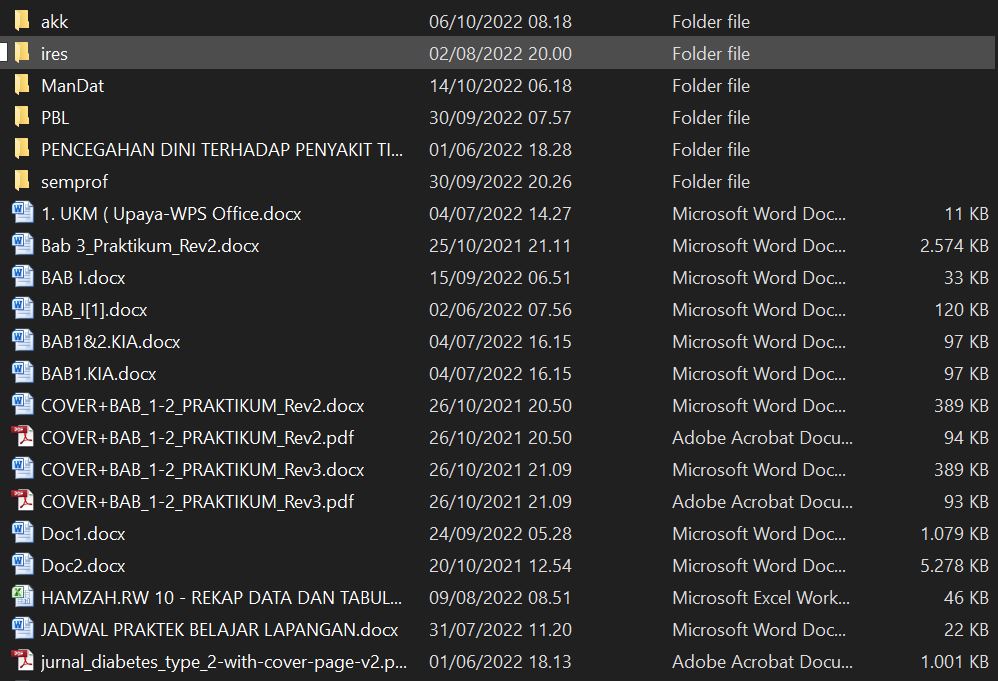 akk 06/10/2022 08.18 Folder file
ires 02/08/2022 20.00 Folder file
ManDat 14/10/2022 06.18 Folder file
PBL 30/09/2022 07.57 Folder file
PENCEGAHAN DINI TERHADAP PENYAKIT TI... 01/06/2022 18.28 Folder file
semprof 30/09/2022 20.26 Folder file
1. UKM ( Upaya-WPS Office.docx 04/07/2022 14.27 Microsoft Word Doc... 11 KB
Bab 3_Praktikum_Rev2.docx 25/10/2021 21.11 Microsoft Word Doc... 2.574 KB
BAB I.docx 15/09/2022 06.51 Microsoft Word Doc... 33 KB
BAB_I[1].docx 02/06/2022 07.56 Microsoft Word Doc... 120 KB
BAB1&2.KIA.docx 04/07/2022 16.15 Microsoft Word Doc... 97 KB
BAB1.KIA.docx 04/07/2022 16.15 Microsoft Word Doc... 97 KB
COVER+BAB_1-2_PRAKTIKUM_Rev2.docx 26/10/2021 20.50 Microsoft Word Doc... 389 KB
COVER+BAB_1-2_PRAKTIKUM_Rev2.pdf 26/10/2021 20.50 Adobe Acrobat Docu... 94 KB
COVER+BAB_1-2_PRAKTIKUM_Rev3.docx 26/10/2021 21.09 Microsoft Word Doc... 389 KB
COVER+BAB_1-2_PRAKTIKUM_Rev3.pdf 26/10/2021 21.09 Adobe Acrobat Docu... 93 KB
Doc1.docx 24/09/2022 05.28 Microsoft Word Doc... 1.079 KB
Doc2.docx 20/10/2021 12.54 Microsoft Word Doc... 5.278 KB
HAMZAH.RW 10 - REKAP DATA DAN TABUL... 09/08/2022 08.51 Microsoft Excel Work... 46 KB
JADWAL PRAKTEK BELAJAR LAPANGAN.docx 31/07/2022 11.20 Microsoft Word Doc... 22 KB
jurnal_diabetes_type_2-with-cover-page-v2.p... 01/06/2022 18.13 Adobe Acrobat Docu... 1.001 KB